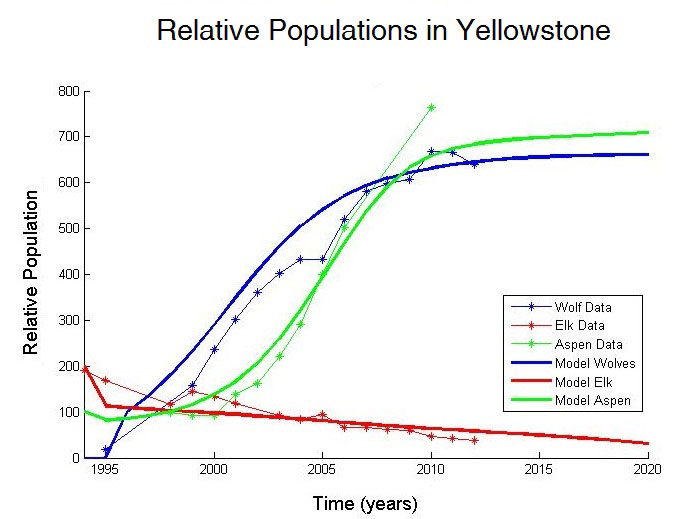 Relative Populations in Yellowstone
800
700
600
500
400
300
200
100
0
Relative Population
1995
2000
2005
2010
2015
2020
Time (years)
Wolf Data
Elk Data
Aspen Data
Model Wolves
Model Elk
Model Aspen